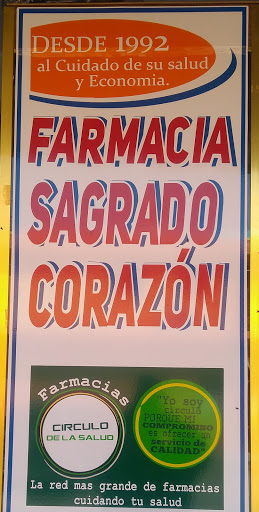 DESDE 1992
al Cuidado de su salud
y Economia.
FARMACIA
SAGRADO
CORAZÓN
Farmacias
CIRCULO
DE LA SALUD
"Yo soy
circulo
PORQUE MI
COMPROMISO
es ofrecer un
servicio de
CALIDAD"
La red mas grande de farmacias
cuidando tu salud